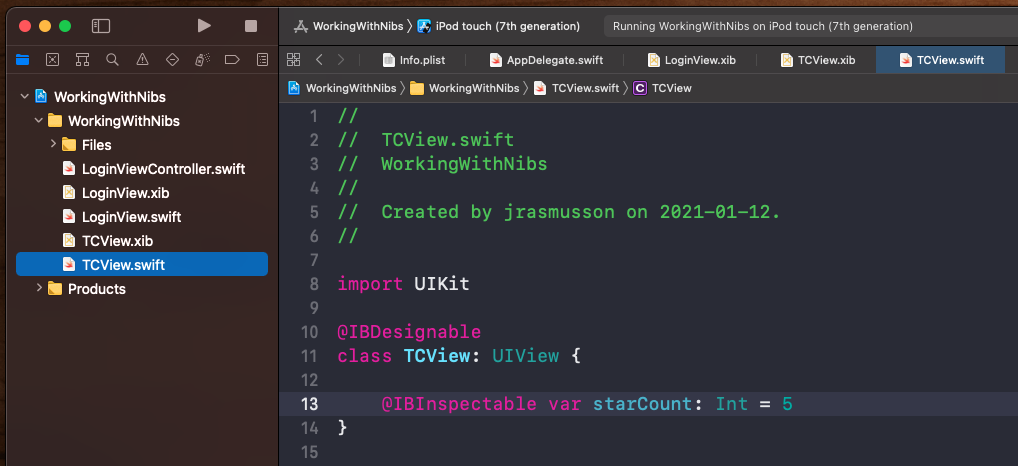 WorkingWithNibs
iPod touch (7th generation)
Running WorkingWithNibs on iPod touch (7th generation)
Info.plist
AppDelegate.swift
LoginView.xib
TCView.xib
TCView.swift
WorkingWithNibs
WorkingWithNibs
TCView.swift
C TCView
WorkingWithNibs
WorkingWithNibs
Files
LoginViewController.swift
LoginView.xib
LoginView.swift
TCView.xib
TCView.swift
Products
1 //
2 //  TCView.swift
3 //  WorkingWithNibs
4 //
5 //  Created by jrasmusson on 2021-01-12.
6 //
7
8 import UIKit
9
10 @IBDesignable
11 class TCView: UIView {
12
13     @IBInspectable var starCount: Int = 5
14 }
15